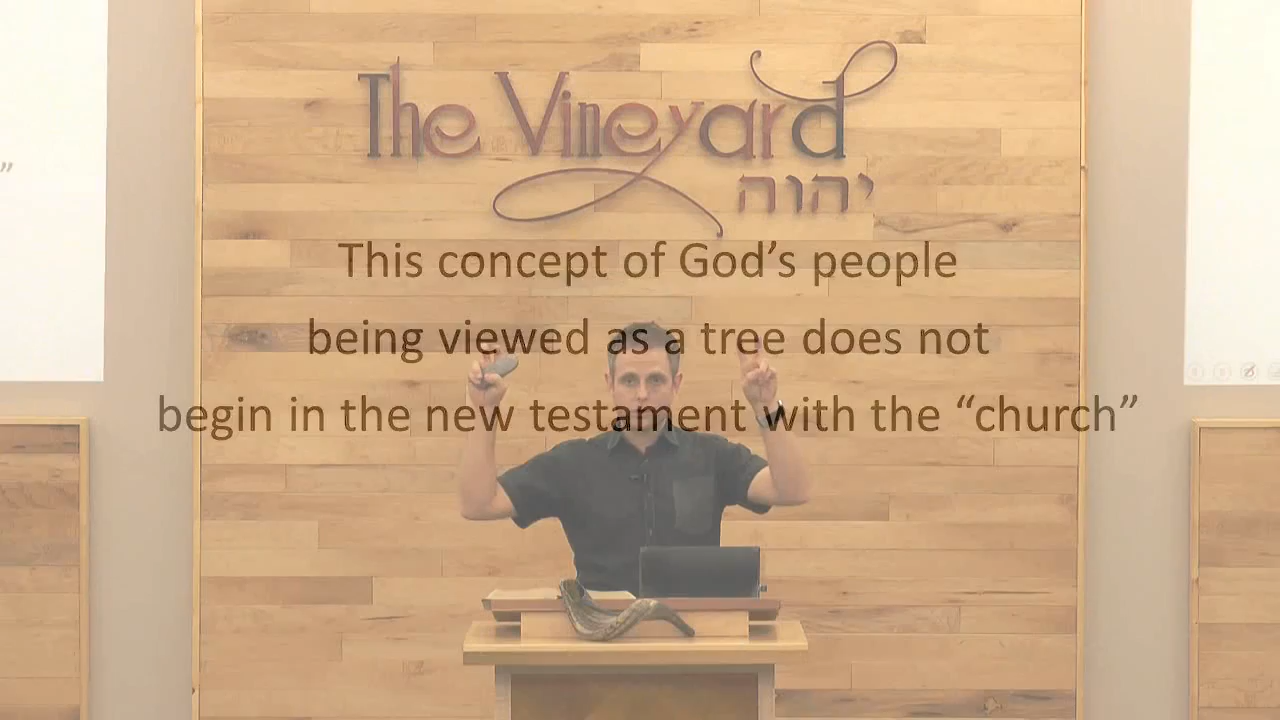 The Vineyard
יהוה
”
This concept of God’s people
being viewed as a tree does not
begin in the new testament with the “church”